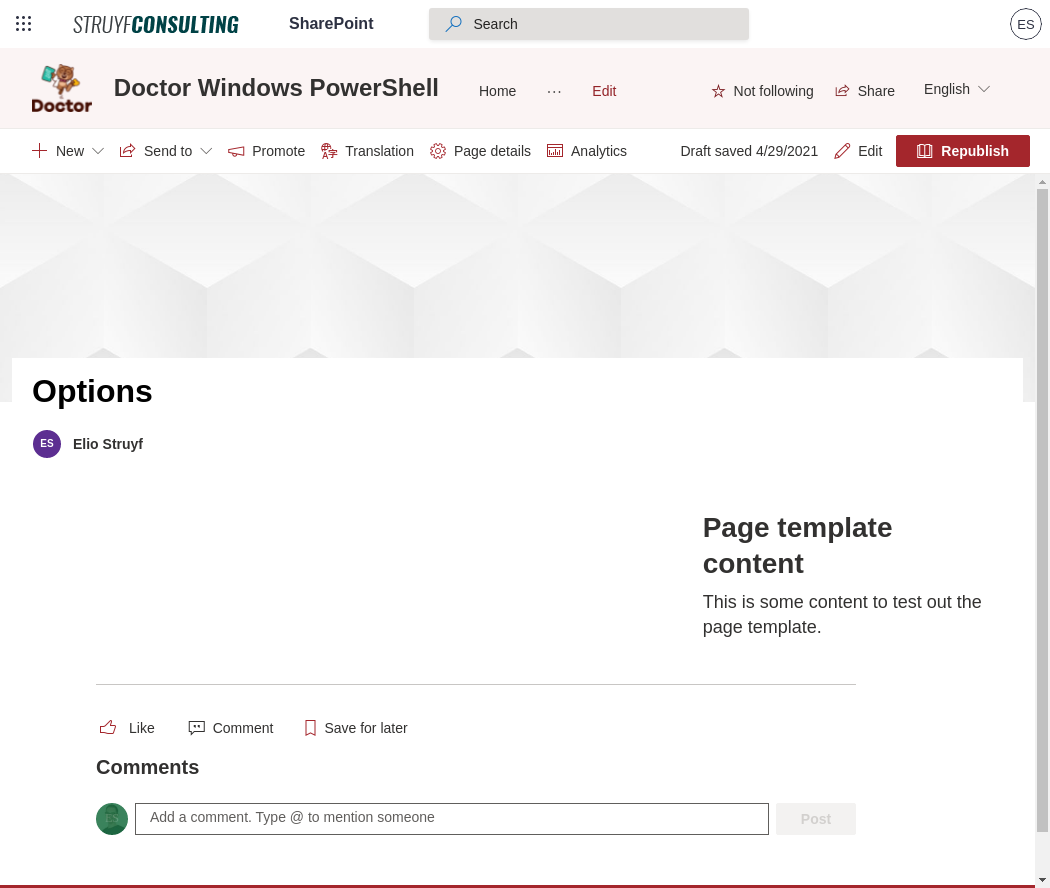 STRUYFCONSULTING SharePoint Search ES
Doctor Doctor Windows PowerShell Home ... Edit Not following Share English
New Send to Promote Translation Page details Analytics Draft saved 4/29/2021 Edit Republish
Options
ES Elio Struyf
Page template
content
This is some content to test out the
page template.
Like Comment Save for later
Comments
ES Add a comment. Type @ to mention someone Post